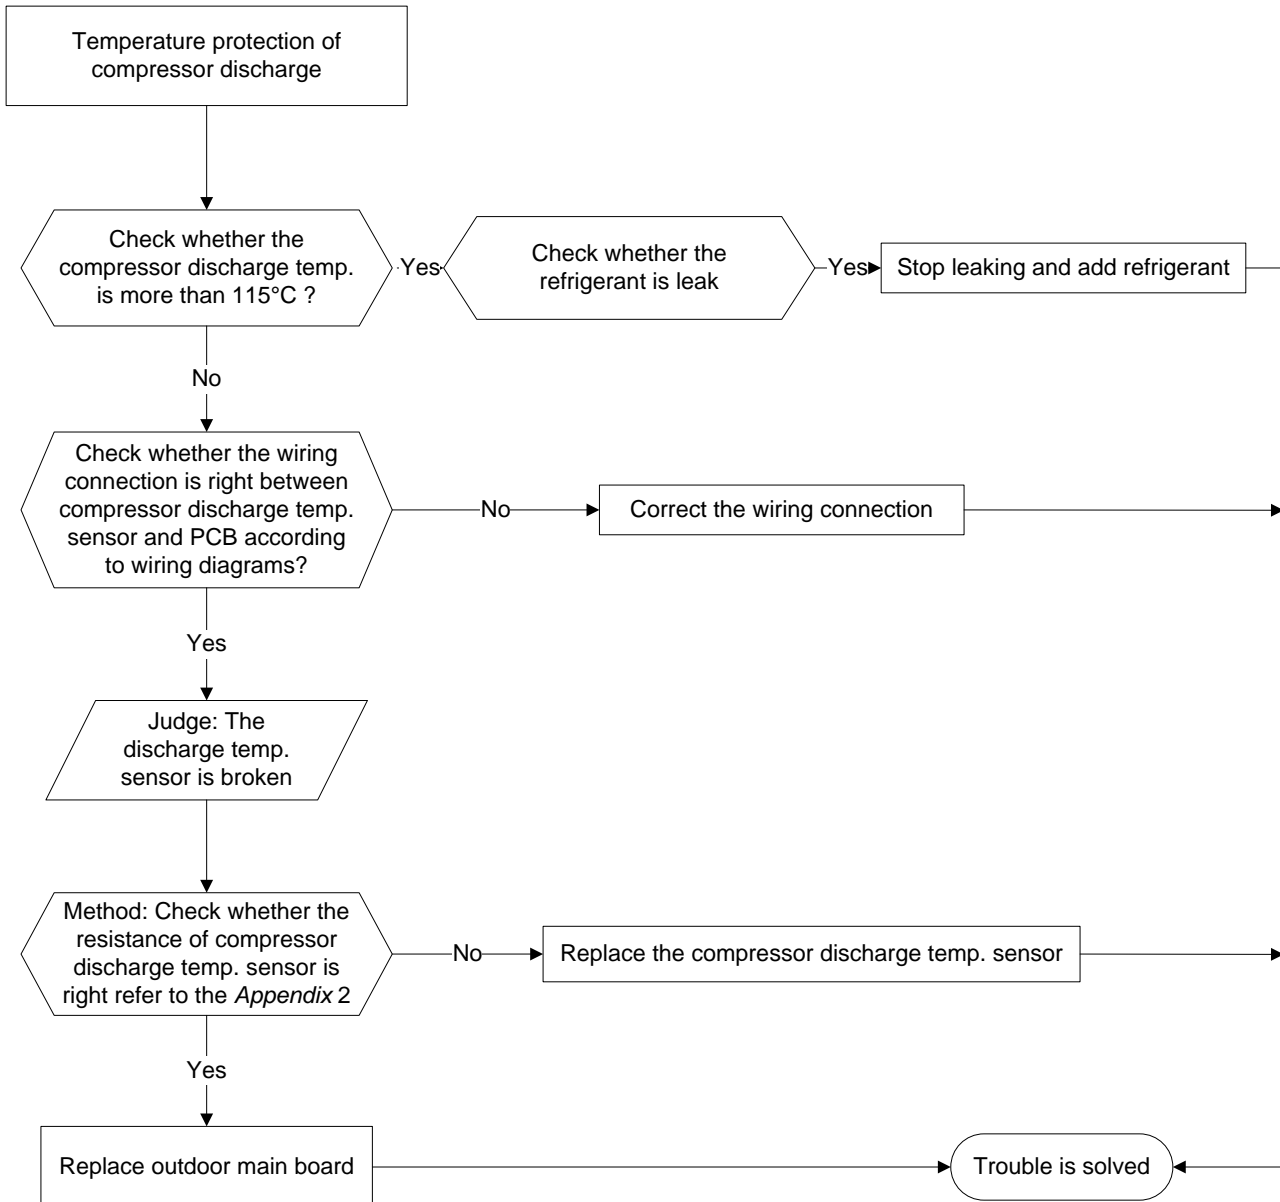 Temperature protection of
compressor discharge
Check whether the
compressor discharge temp.
is more than 115°C ?
Yes
Check whether the
refrigerant is leak
Yes
Stop leaking and add refrigerant
No
Check whether the wiring
connection is right between
compressor discharge temp.
sensor and PCB according
to wiring diagrams?
No
Correct the wiring connection
Yes
Judge: The
discharge temp.
sensor is broken
Method: Check whether the
resistance of compressor
discharge temp. sensor is
right refer to the Appendix 2
No
Replace the compressor discharge temp. sensor
Yes
Replace outdoor main board
Trouble is solved